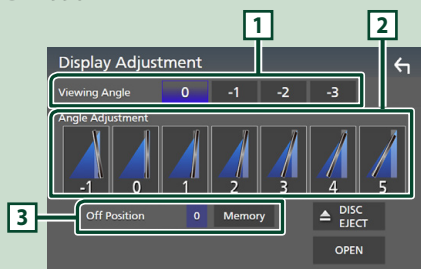 1
2
Display Adjustment
Viewing Angle 0 -1 -2 -3
Angle Adjustment
-1 0 1 2 3 4 5
3
Off Position 0 Memory
DISC
EJECT
OPEN